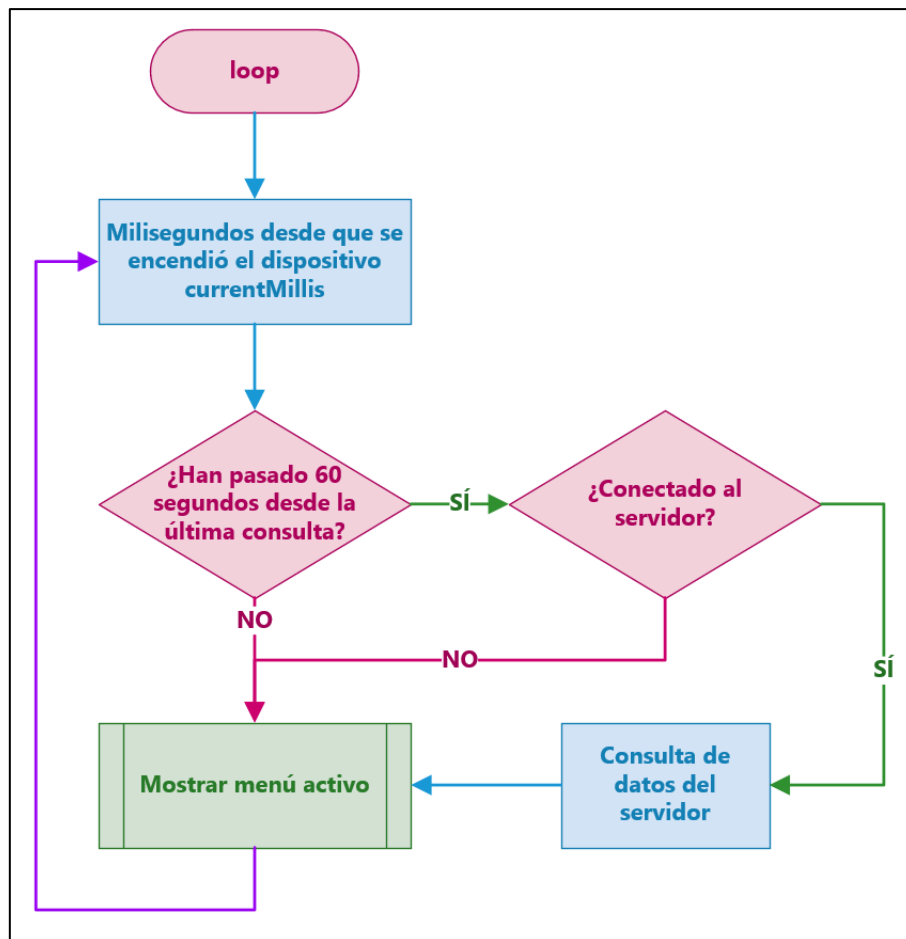 loop
Milisegundos desde que se
encendió el dispositivo
currentMillis
¿Han pasado 60
segundos desde la
última consulta?
SÍ
¿Conectado al
servidor?
NO
NO
SÍ
Mostrar menú activo
Consulta de
datos del
servidor